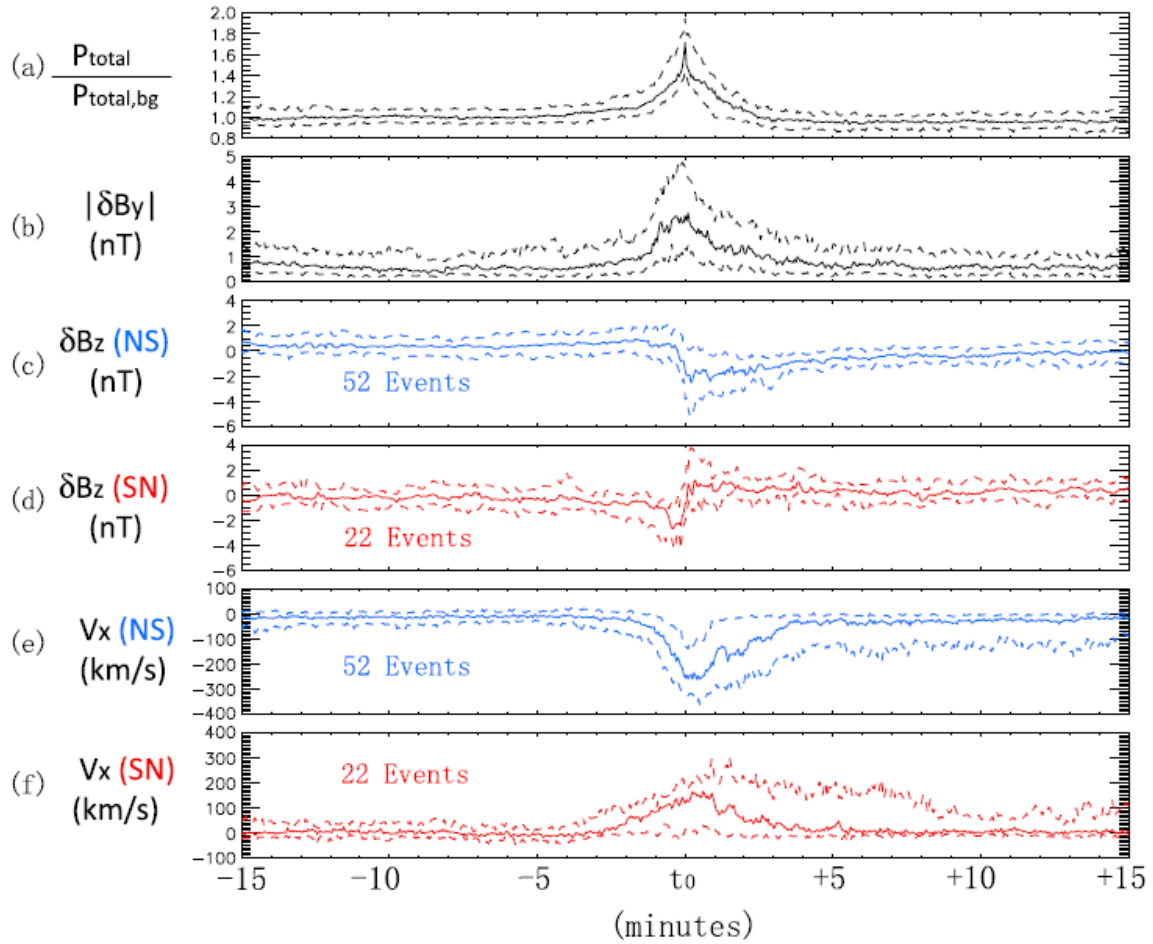 2.0
1.8
1.6
1.4
1.2
1.0
0.8
(a) Ptotal
Ptotal,bg
5
4
3
2
1
0
(b) |δBy|
(nT)
4
2
0
−2
−4
−6
(c) δBz (NS)
(nT)
52 Events
4
2
0
−2
−4
−6
(d) δBz (SN)
(nT)
22 Events
100
0
−100
−200
−300
−400
(e) Vx (NS)
(km/s)
52 Events
400
300
200
100
0
−100
(f) Vx (SN)
(km/s)
22 Events
-15 -10 -5 t0 +5 +10 +15
(minutes)